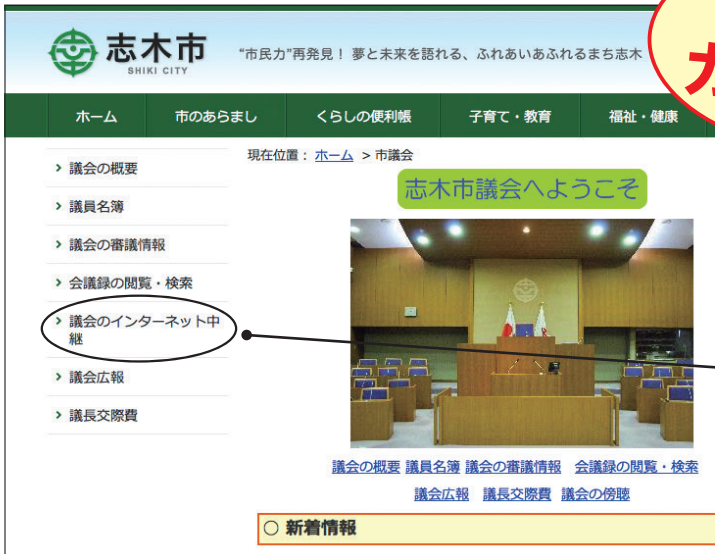 志木市
SHIKI CITY
“市民力”再発見！ 夢と未来を語れる、ふれあいあふれるまち志木
ホーム 市のあらまし くらしの便利帳 子育て・教育 福祉・健康
現在位置： ホーム > 市議会
志木市議会へようこそ
> 議会の概要
> 議員名簿
> 議会の審議情報
> 会議録の閲覧・検索
> 議会のインターネット中
継
> 議会広報
> 議長交際費
議会の概要 議員名簿 議会の審議情報 会議録の閲覧・検索
議会広報 議長交際費 議会の傍聴
○ 新着情報